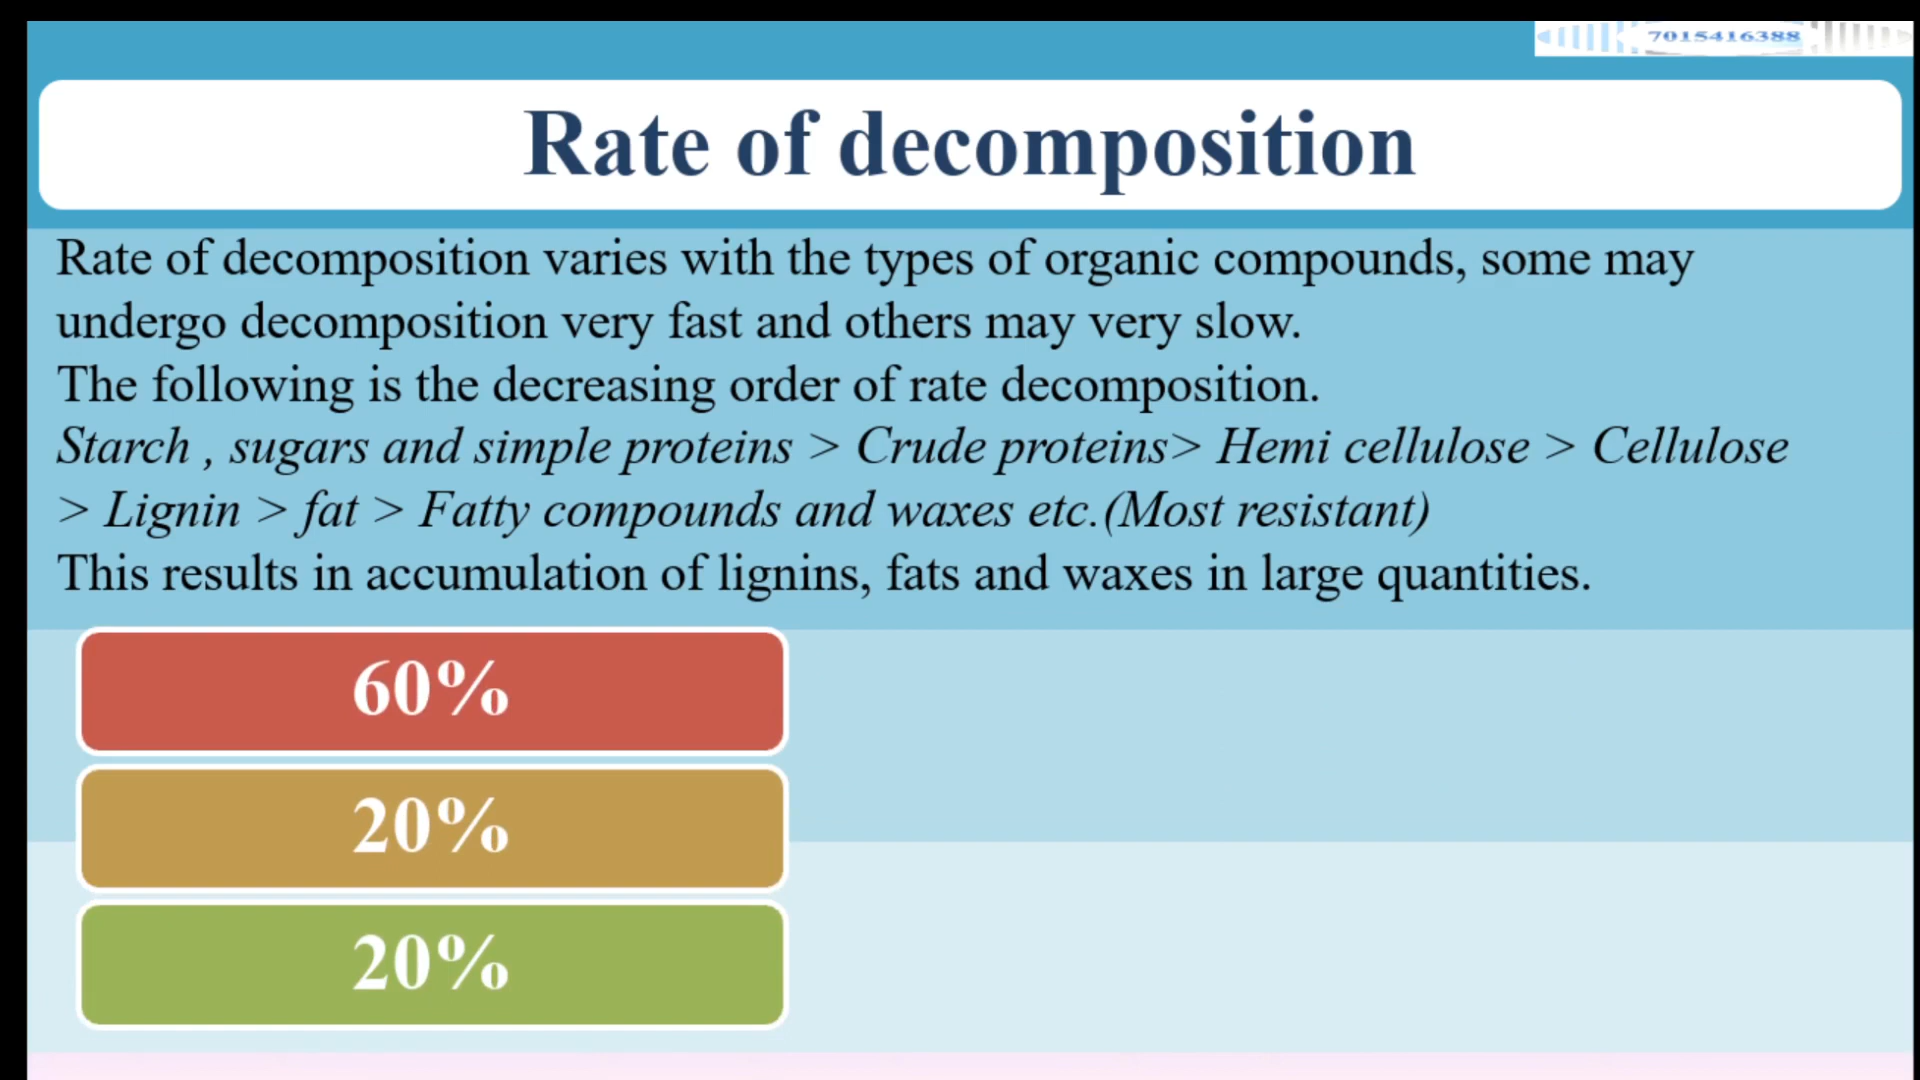 7015416388
Rate of decomposition
Rate of decomposition varies with the types of organic compounds, some may
undergo decomposition very fast and others may very slow.
The following is the decreasing order of rate decomposition.
Starch , sugars and simple proteins > Crude proteins> Hemi cellulose > Cellulose
> Lignin > fat > Fatty compounds and waxes etc.(Most resistant)
This results in accumulation of lignins, fats and waxes in large quantities.
60%
20%
20%